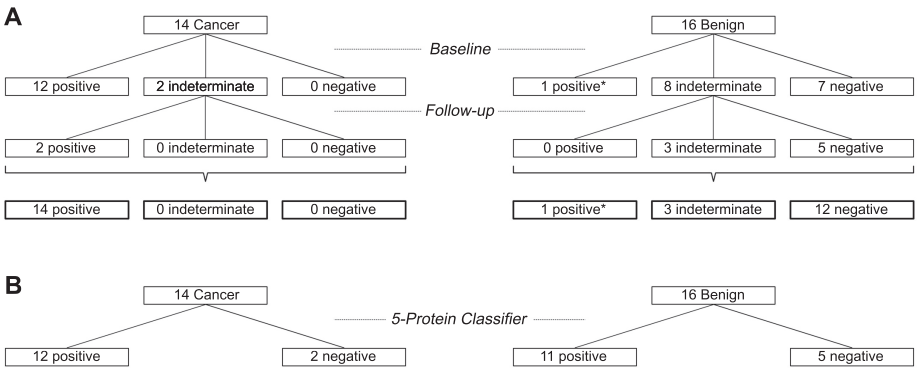 A
14 Cancer
16 Benign
Baseline
12 positive
2 indeterminate
0 negative
1 positive*
8 indeterminate
7 negative
Follow-up
2 positive
0 indeterminate
0 negative
0 positive
3 indeterminate
5 negative
14 positive
0 indeterminate
0 negative
1 positive*
3 indeterminate
12 negative
B
14 Cancer
16 Benign
5-Protein Classifier
12 positive
2 negative
11 positive
5 negative